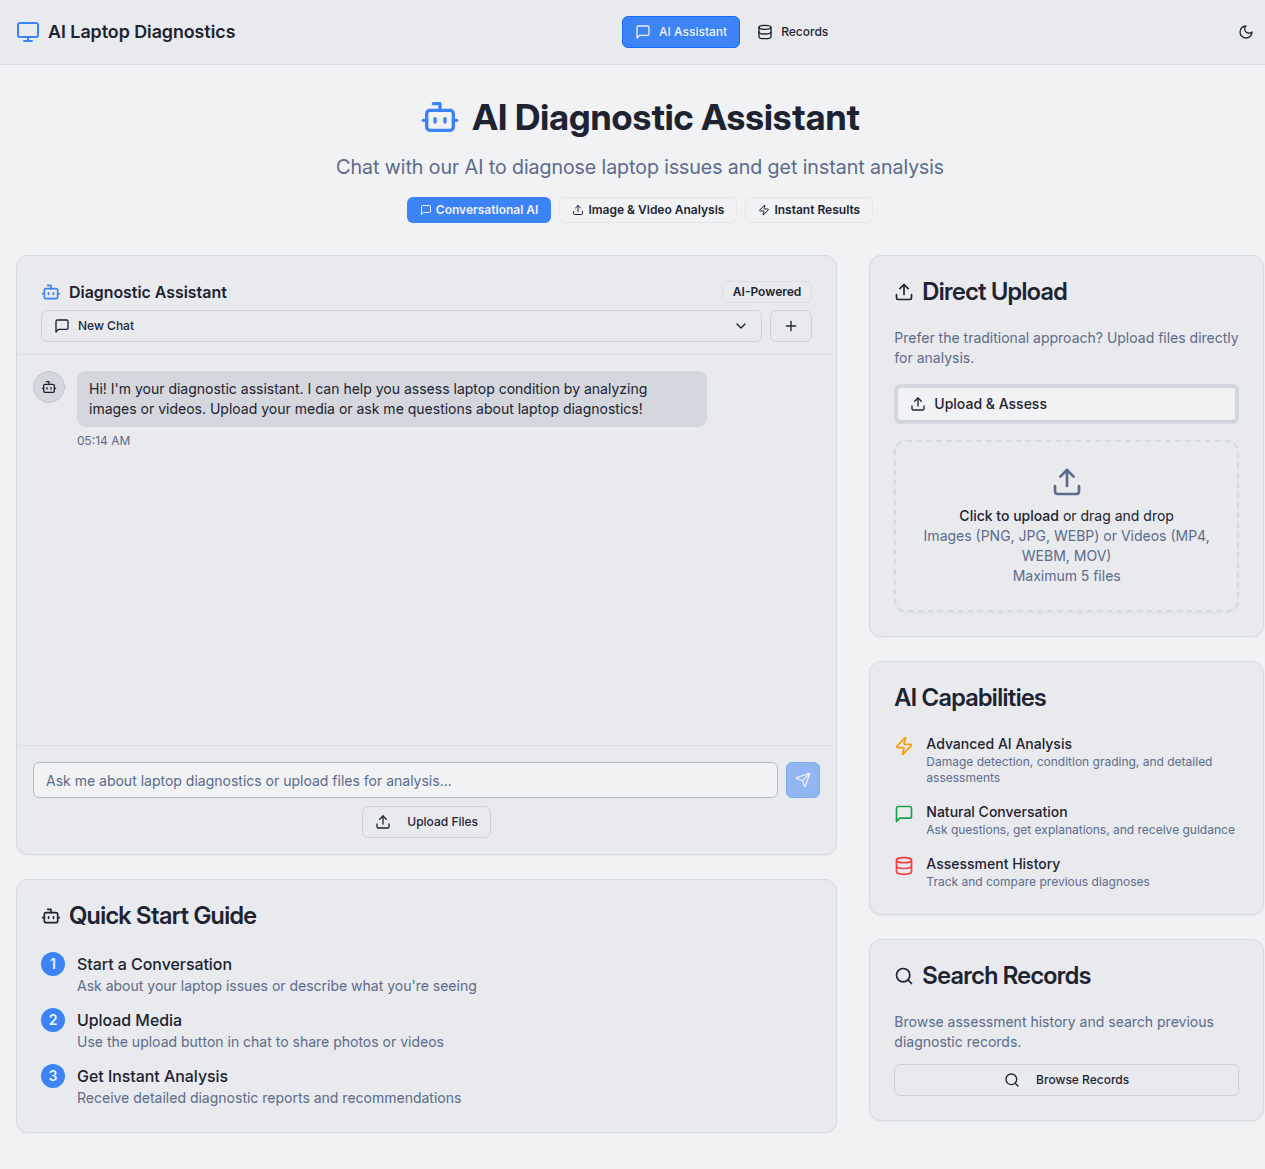 AI Laptop Diagnostics
AI Assistant
Records
AI Diagnostic Assistant
Chat with our AI to diagnose laptop issues and get instant analysis
Conversational AI
Image & Video Analysis
Instant Results
Diagnostic Assistant
AI-Powered
New Chat
Hi! I'm your diagnostic assistant. I can help you assess laptop condition by analyzing
images or videos. Upload your media or ask me questions about laptop diagnostics!
05:14 AM
Ask me about laptop diagnostics or upload files for analysis...
Upload Files
Quick Start Guide
1
Start a Conversation
Ask about your laptop issues or describe what you're seeing
2
Upload Media
Use the upload button in chat to share photos or videos
3
Get Instant Analysis
Receive detailed diagnostic reports and recommendations
Direct Upload
Prefer the traditional approach? Upload files directly
for analysis.
Upload & Assess
Click to upload or drag and drop
Images (PNG, JPG, WEBP) or Videos (MP4,
WEBM, MOV)
Maximum 5 files
AI Capabilities
Advanced AI Analysis
Damage detection, condition grading, and detailed
assessments
Natural Conversation
Ask questions, get explanations, and receive guidance
Assessment History
Track and compare previous diagnoses
Search Records
Browse assessment history and search previous
diagnostic records.
Browse Records